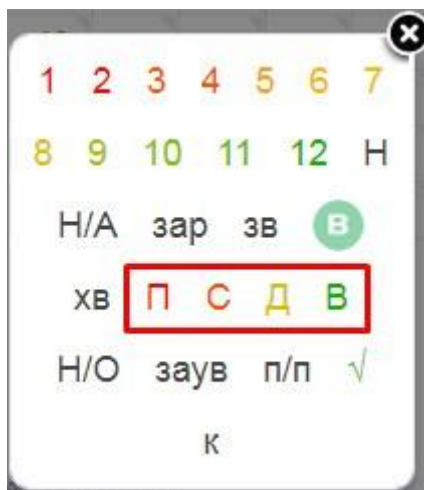 1 2 3 4 5 6 7
8 9 10 11 12 Н
Н/А зар зв В
хв П С Д В
Н/О заув п/п √
к